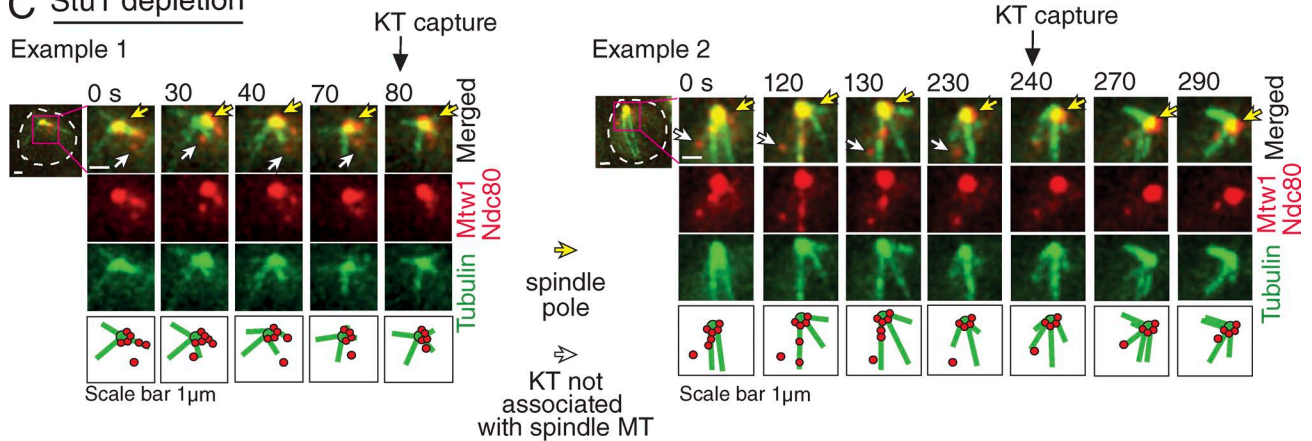 C Stu1 depletion
KT capture
Example 1
0 s 30 40 70 80
Merged
Mtw1
Ndc80
Tubulin
Scale bar 1µm
spindle
pole
KT not
associated
with spindle MT
KT capture
Example 2
0 s 120 130 230 240 270 290
Merged
Mtw1
Ndc80
Tubulin
Scale bar 1µm